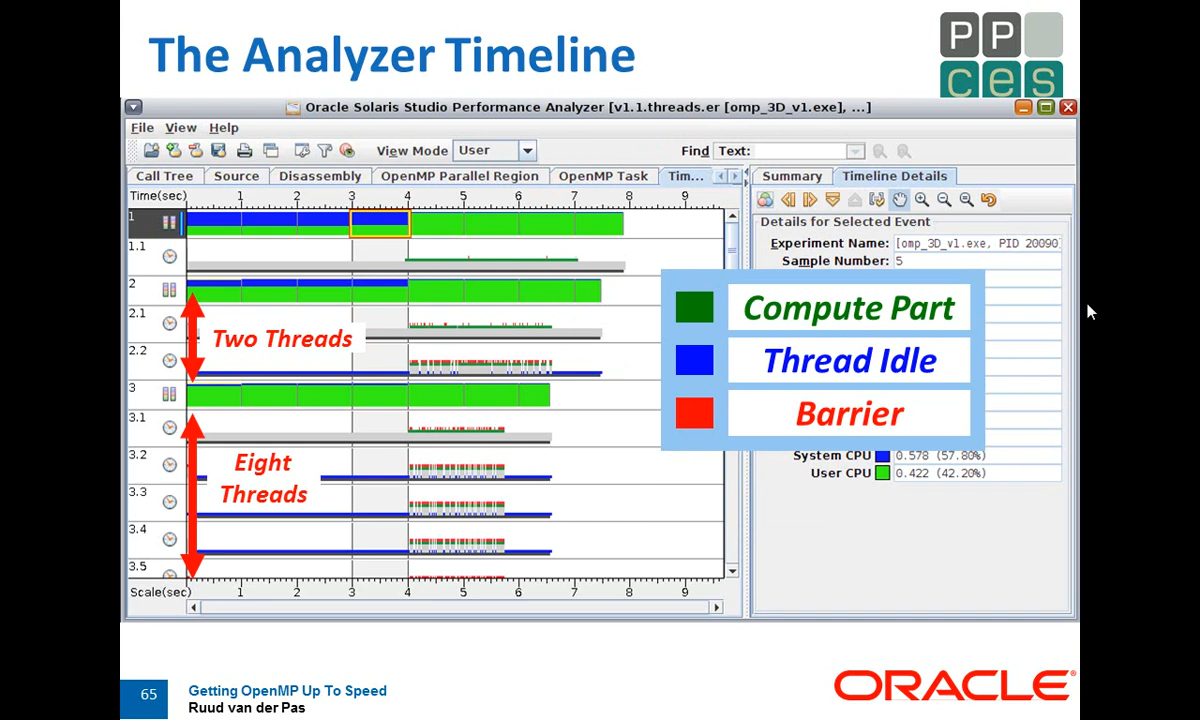 The Analyzer Timeline
PP
ces
Oracle Solaris Studio Performance Analyzer [v1.1.threads.er [omp_3D_v1.exe], ...]
File View Help
View Mode User Find Text:
Call Tree Source Disassembly OpenMP Parallel Region OpenMP Task Tim... Summary Timeline Details
Time(sec) 1 2 3 4 5 6 7 8 9
Details for Selected Event
1
Experiment Name: [omp_3D_v1.exe, PID 20090]
1.1
Sample Number: 5
2
2.1
Two Threads
2.2
3
3.1
3.2
Eight
Threads
3.3
3.4
3.5
Compute Part
Thread Idle
Barrier
System CPU 0.578 (57.80%)
User CPU 0.422 (42.20%)
Scale(sec) 1 2 3 4 5 6 7 8 9
65
Getting OpenMP Up To Speed
Ruud van der Pas
ORACLE®